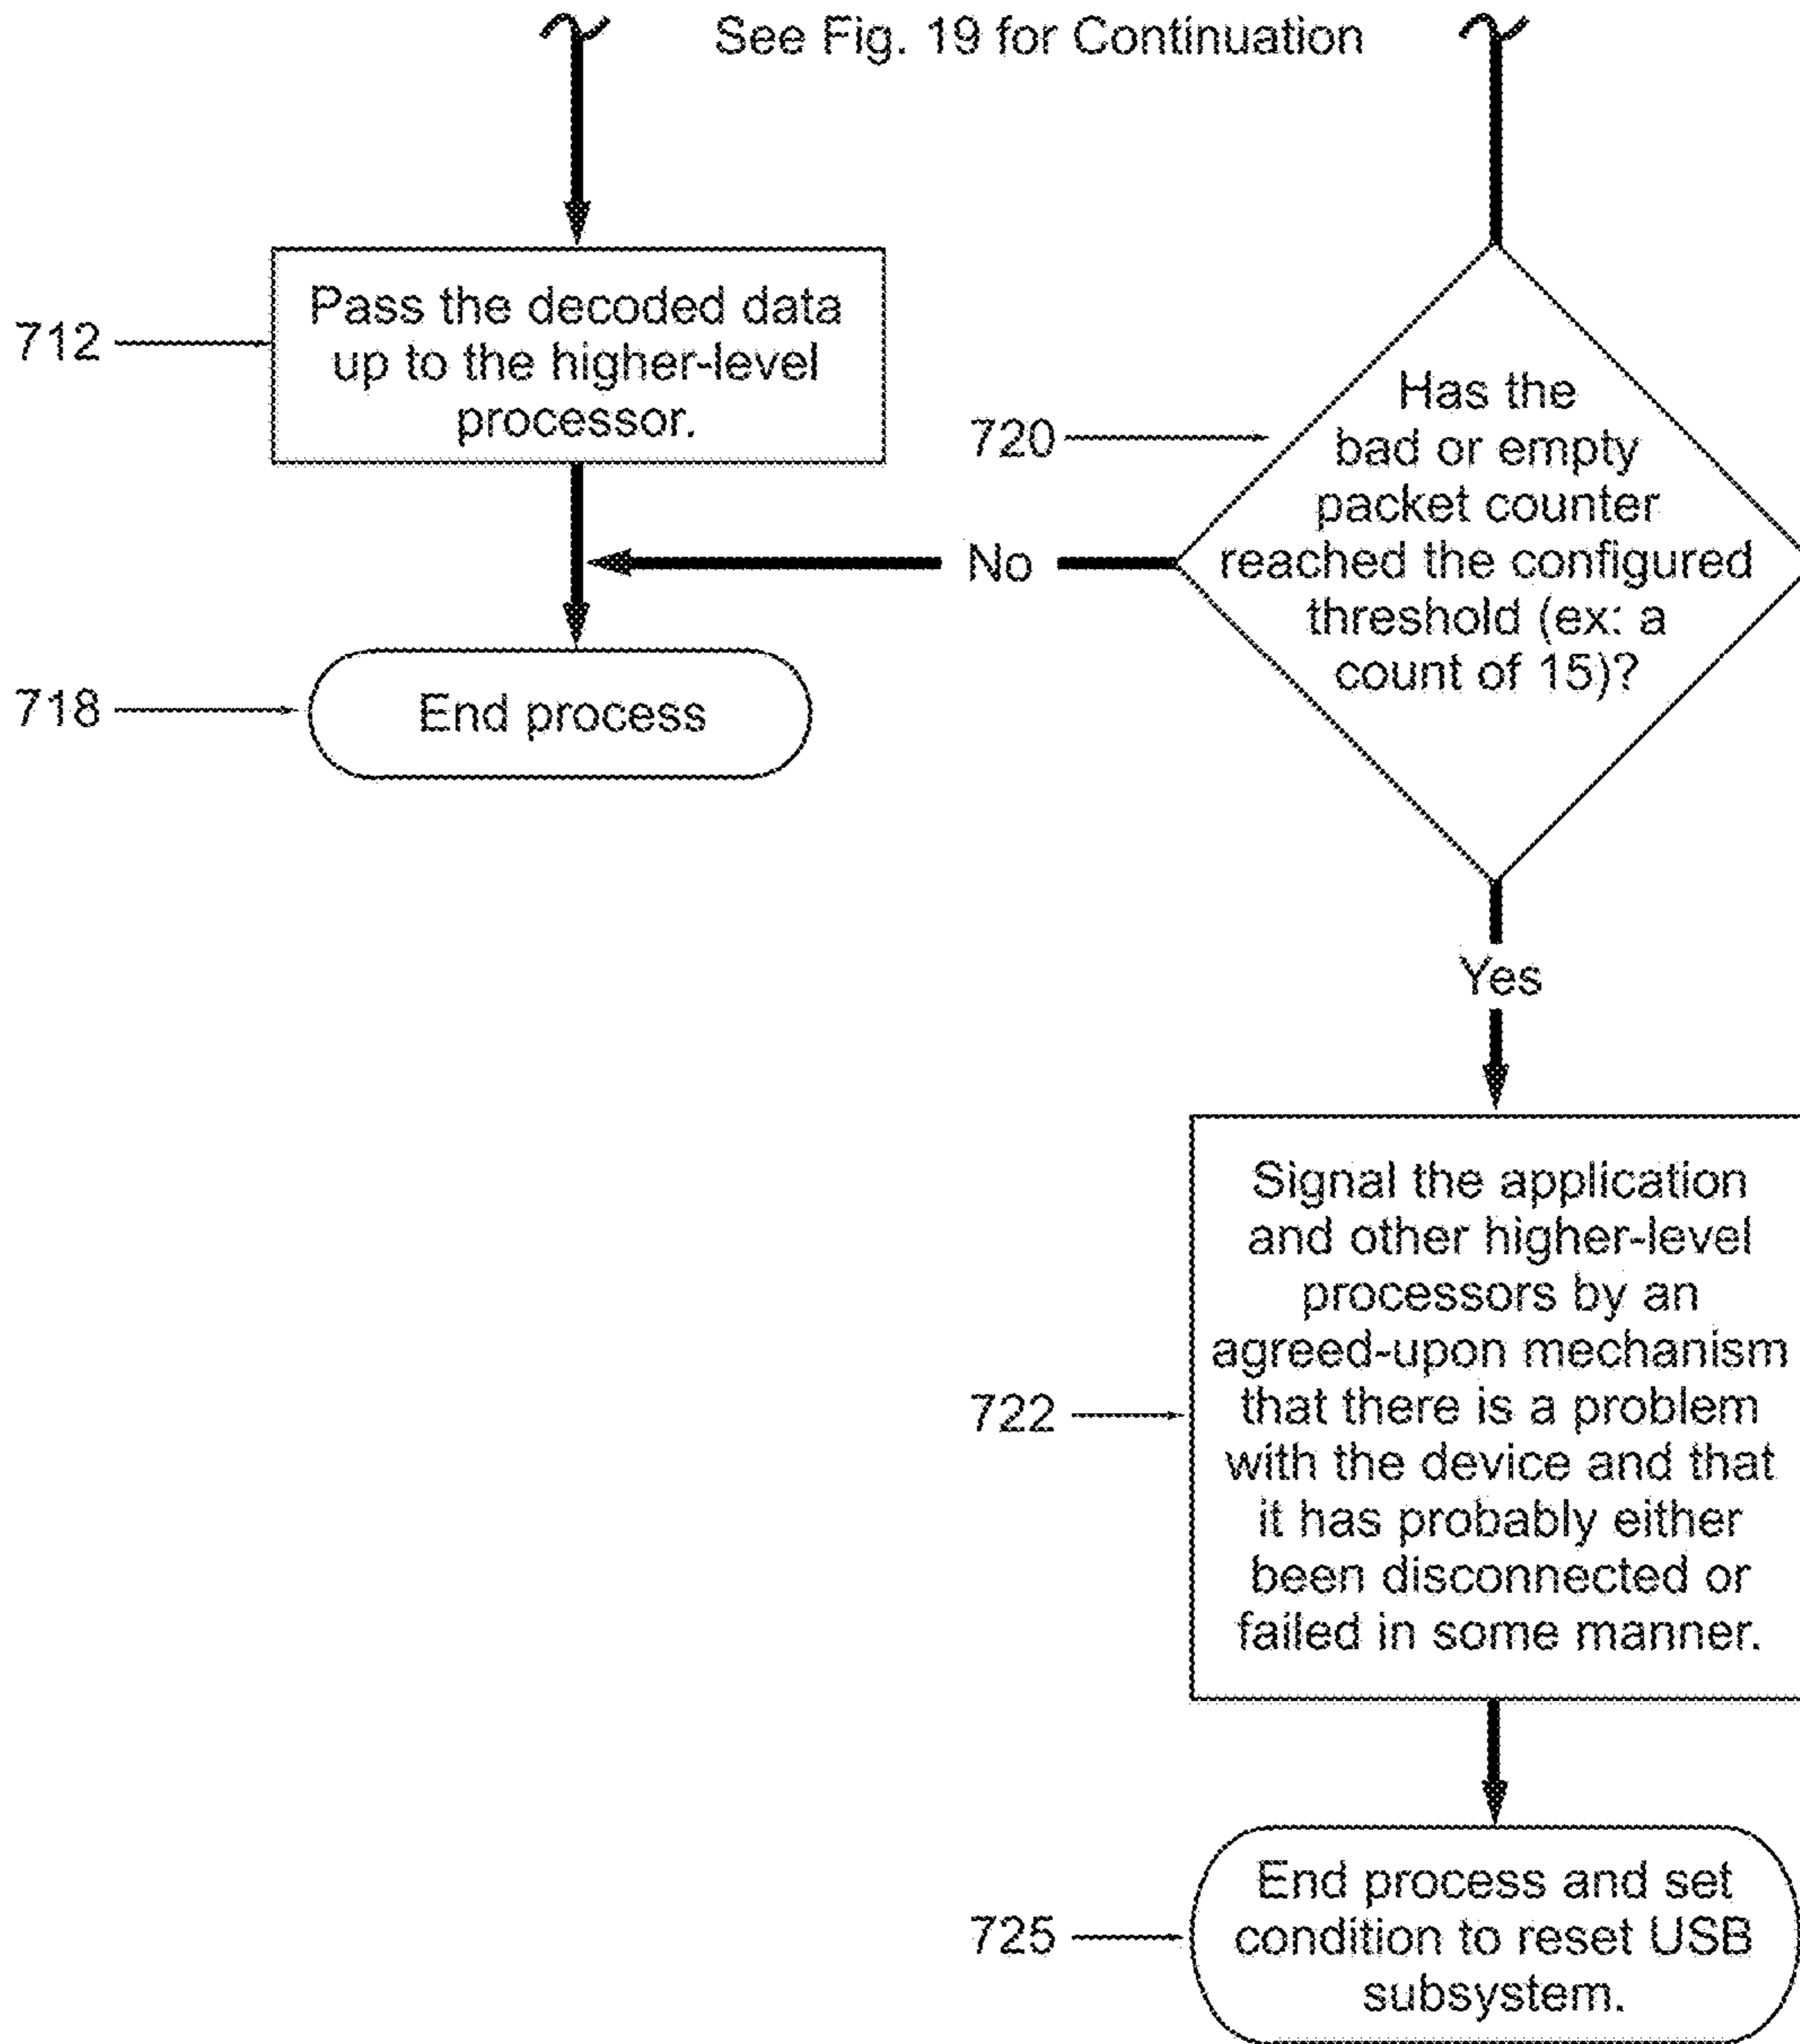 See Fig. 19 for Continuation
712
Pass the decoded data
up to the higher-level
processor.
720
Has the
bad or empty
packet counter
reached the configured
threshold (ex: a
count of 15)?
No
718
End process
Yes
722
Signal the application
and other higher-level
processors by an
agreed-upon mechanism
that there is a problem
with the device and that
it has probably either
been disconnected or
failed in some manner.
725
End process and set
condition to reset USB
subsystem.